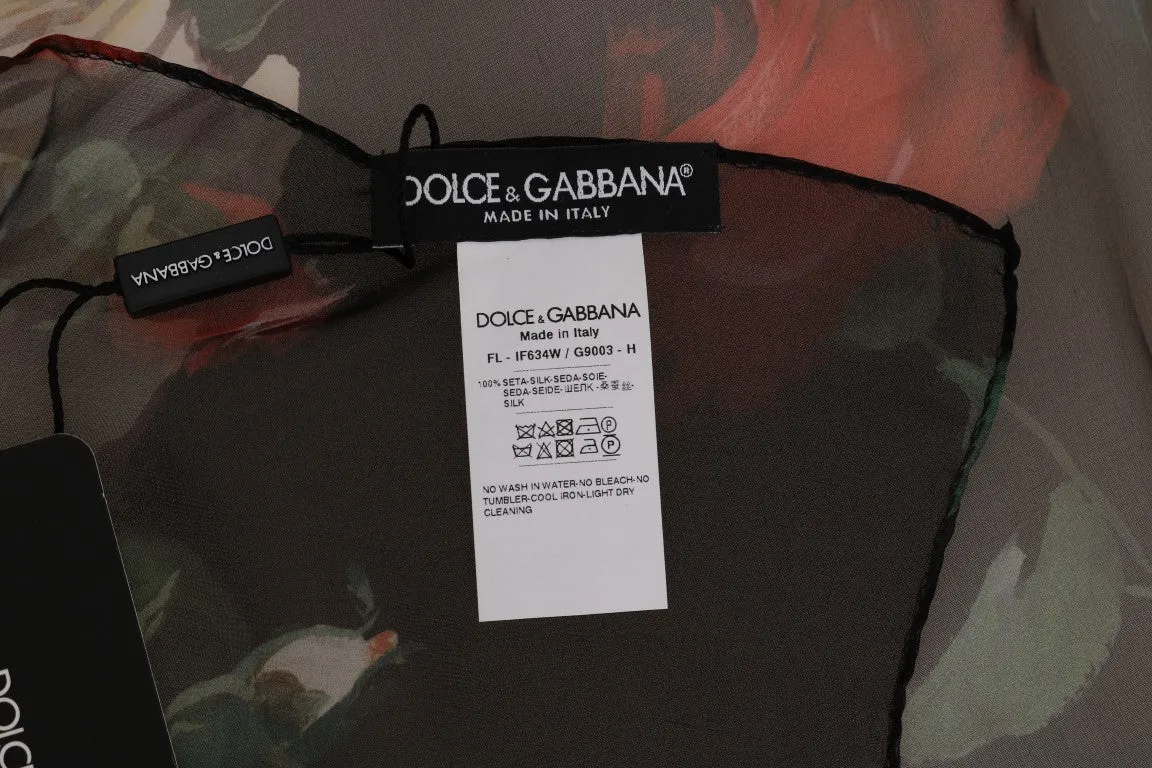 DOLCE & GABBANA®
MADE IN ITALY
DOLCE & GABBANA
DOLCE & GABBANA
Made in Italy
FL - IF634W / G9003 - H
100% SETA-SILK-SEDA-SOIE-
SEDA-SEIDE-ШЕЛК-桑蚕丝-
SILK
NO WASH IN WATER-NO BLEACH-NO
TUMBLER-COOL IRON-LIGHT DRY
CLEANING
DOLC